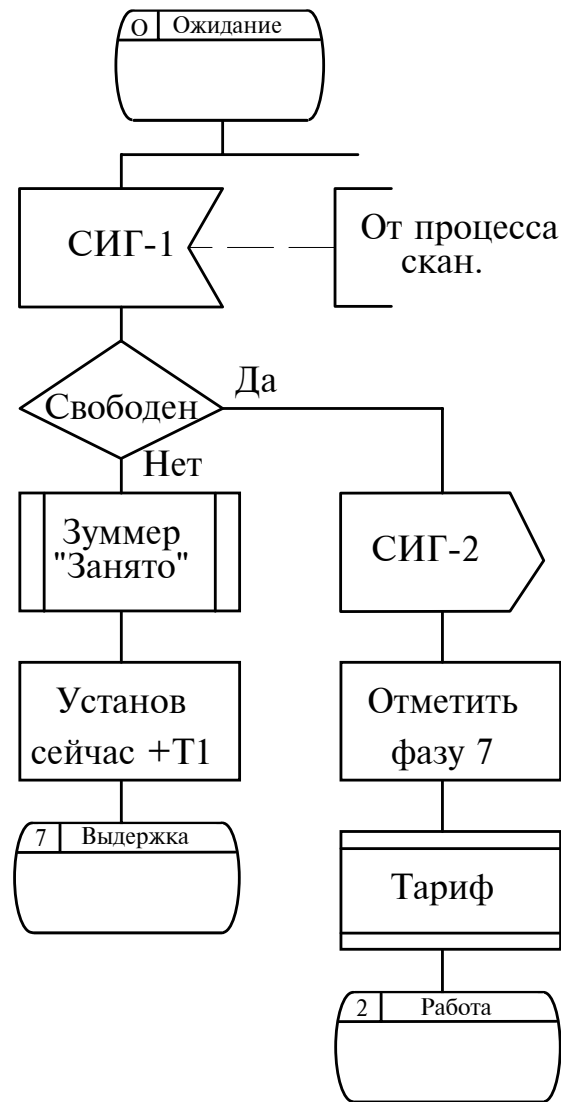 О Ожидание
СИГ-1
От процесса
скан.
Свободен
Да
Нет
Зуммер
"Занято"
СИГ-2
Установ
сейчас +Т1
Отметить
фазу 7
7 Выдержка
Тариф
2 Работа